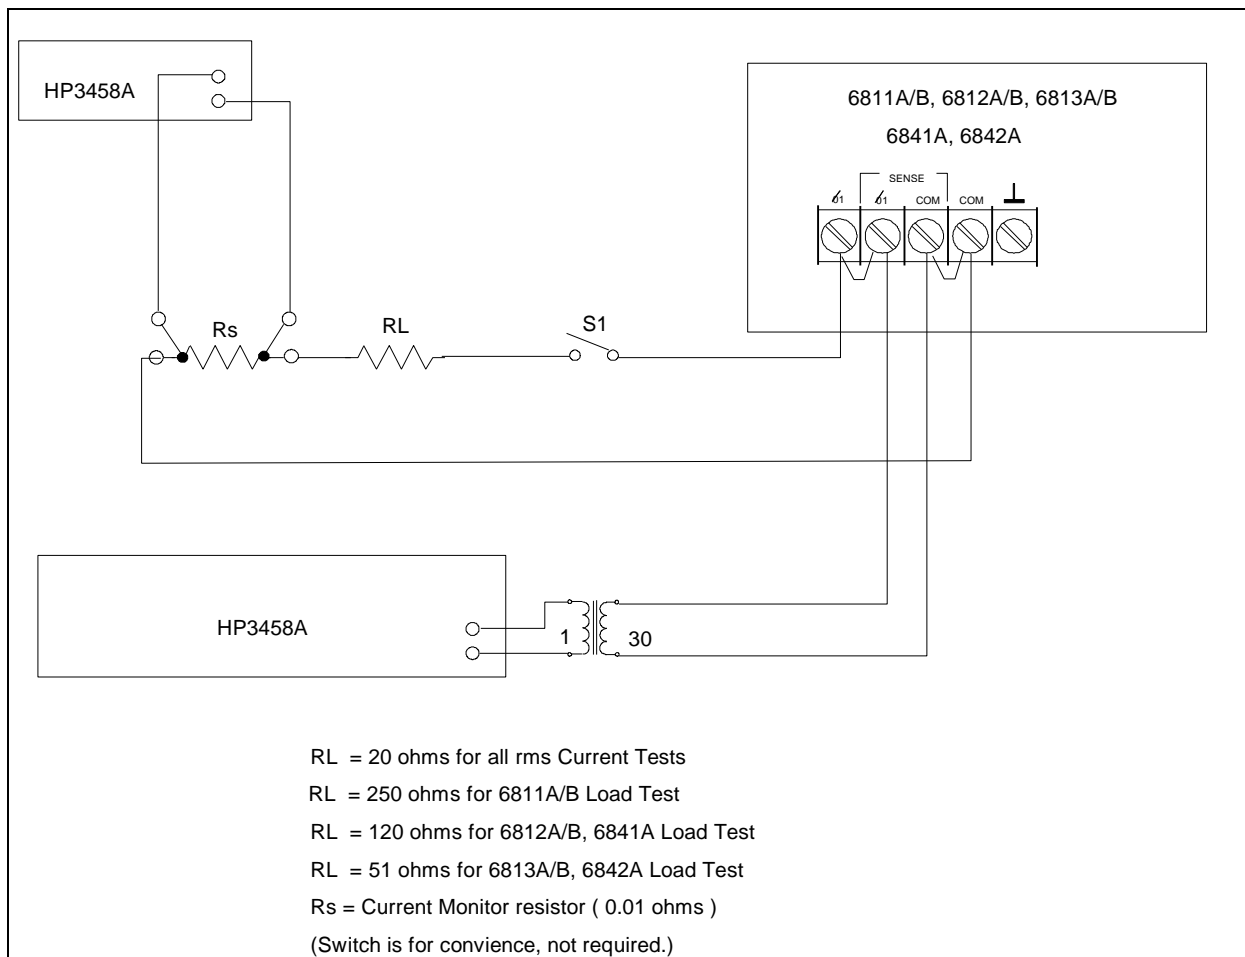 HP3458A
6811A/B, 6812A/B, 6813A/B
6841A, 6842A
SENSE
Ø1 Ø1 COM COM
Rs RL S1
HP3458A
1 30
RL = 20 ohms for all rms Current Tests
RL = 250 ohms for 6811A/B Load Test
RL = 120 ohms for 6812A/B, 6841A Load Test
RL = 51 ohms for 6813A/B, 6842A Load Test
Rs = Current Monitor resistor ( 0.01 ohms )
(Switch is for convience, not required.)